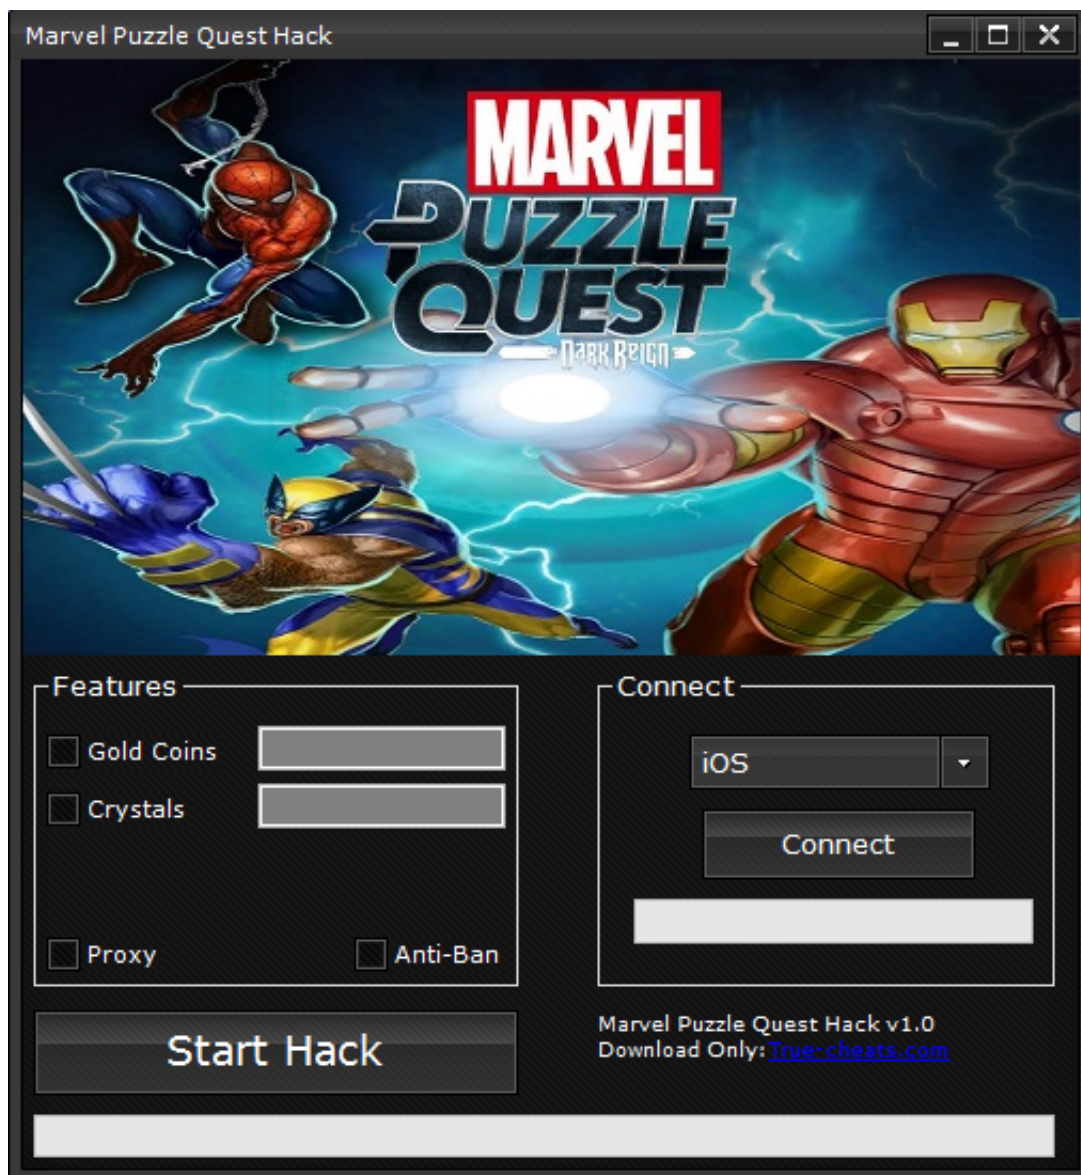 Marvel Puzzle Quest Hack
MARVEL
PUZZLE
QUEST
DARK REIGN
Features
Gold Coins
Crystals
Proxy
Anti-Ban
Start Hack
Connect
iOS
Connect
Marvel Puzzle Quest Hack v1.0
Download Only: True-cheats.com